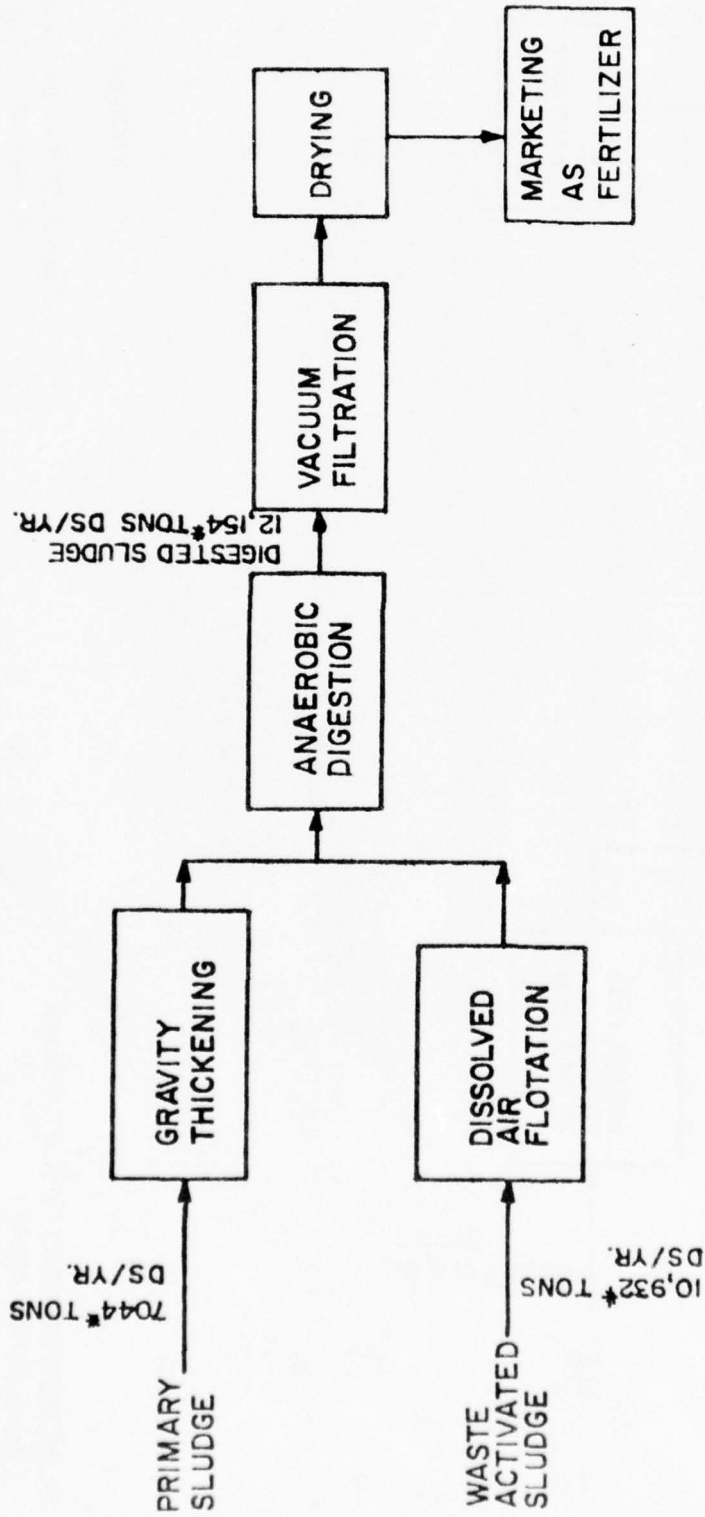 PRIMARY
SLUDGE
7044* TONS
DS/YR.
GRAVITY
THICKENING
WASTE
ACTIVATED
SLUDGE
10,932* TONS
DS/YR.
DISSOLVED
AIR
FLOTATION
ANAEROBIC
DIGESTION
DIGESTED SLUDGE
12,154* TONS DS/YR.
VACUUM
FILTRATION
DRYING
MARKETING
AS
FERTILIZER